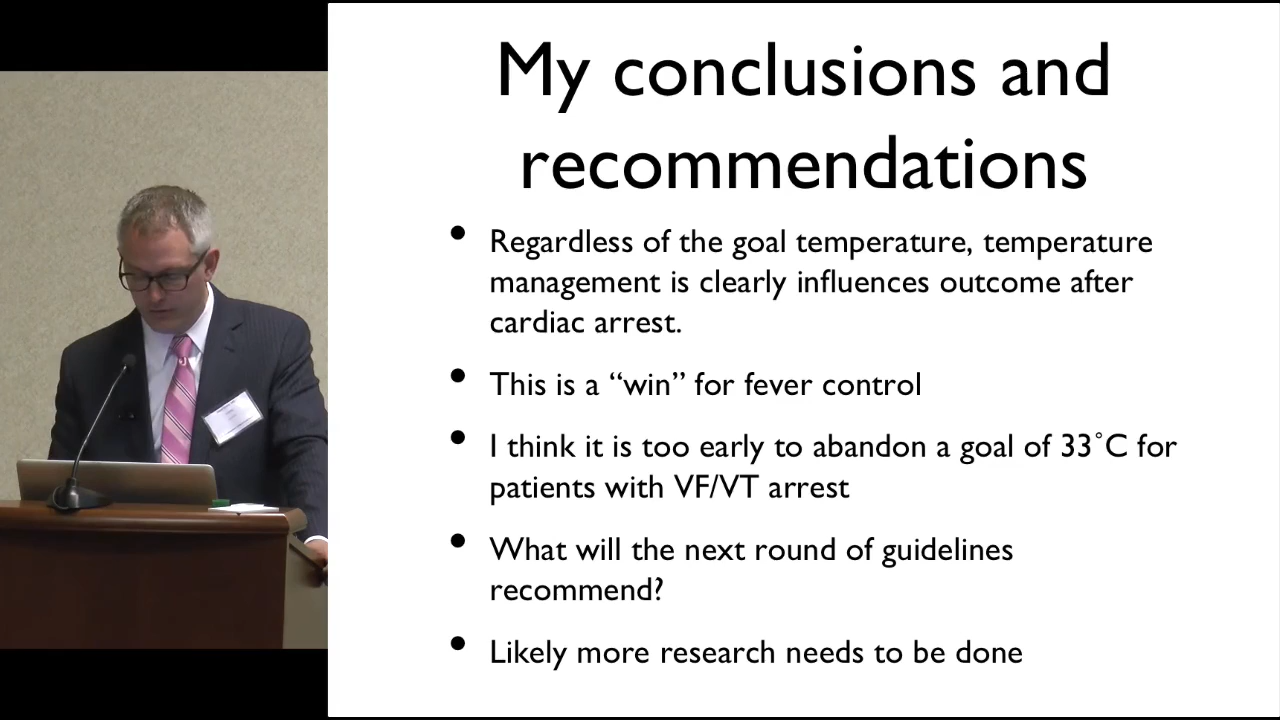 My conclusions and
recommendations
• Regardless of the goal temperature, temperature
management is clearly influences outcome after
cardiac arrest.
• This is a “win” for fever control
• I think it is too early to abandon a goal of 33˚C for
patients with VF/VT arrest
• What will the next round of guidelines
recommend?
• Likely more research needs to be done